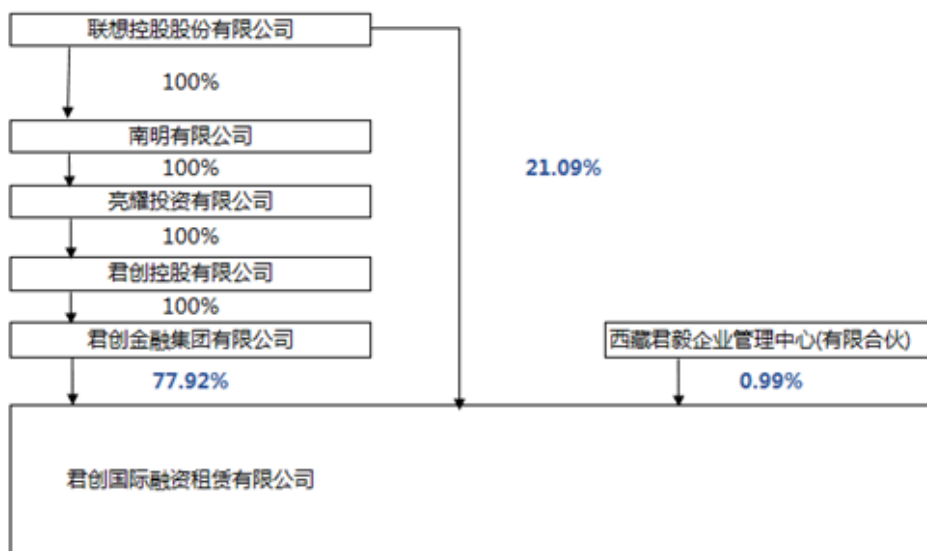 联想控股股份有限公司
100%
南明有限公司
100%
21.09%
亮耀投资有限公司
100%
君创控股有限公司
100%
君创金融集团有限公司
西藏君毅企业管理中心(有限合伙)
77.92%
0.99%
君创国际融资租赁有限公司